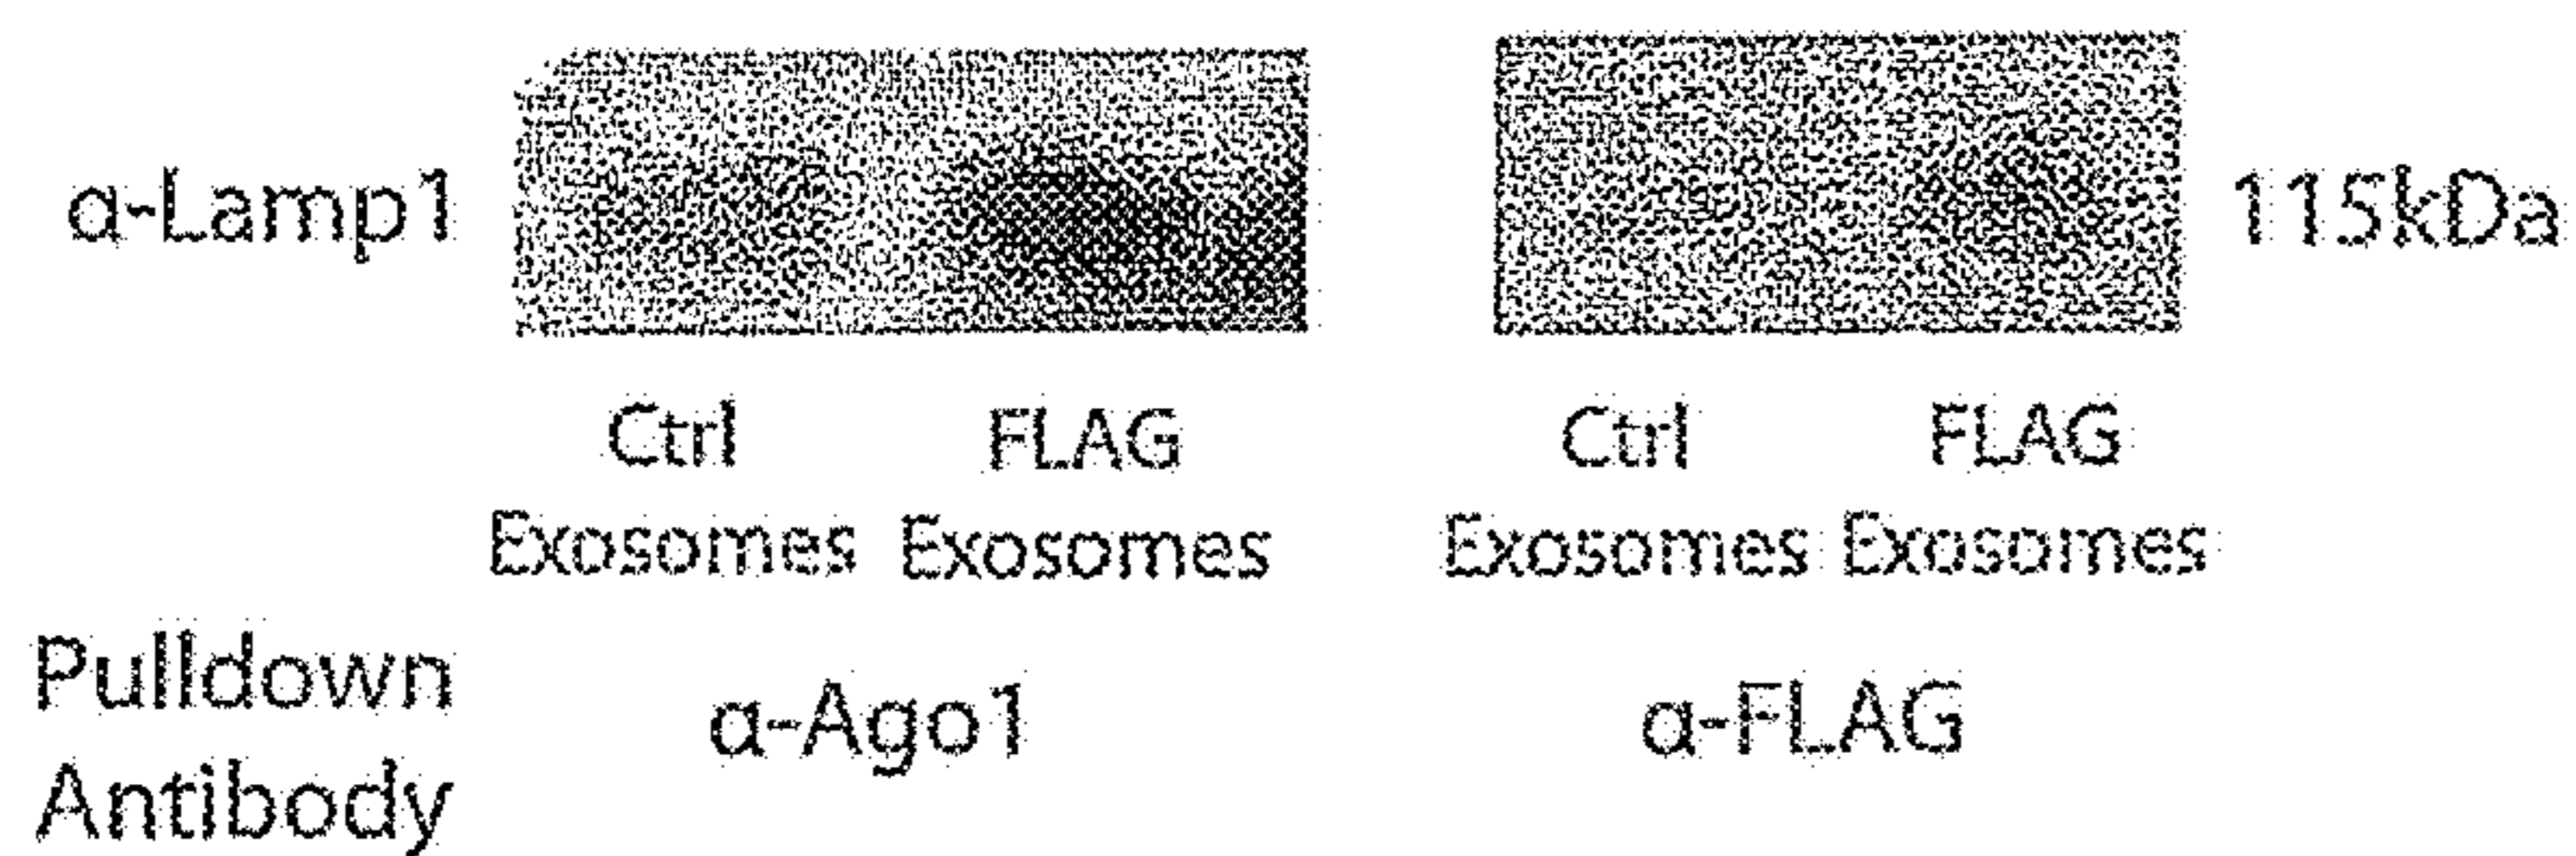 α-Lamp1 115kDa
Ctrl FLAG Ctrl FLAG
Exosomes Exosomes Exosomes Exosomes
Pulldown
Antibody α-Ago1 α-FLAG